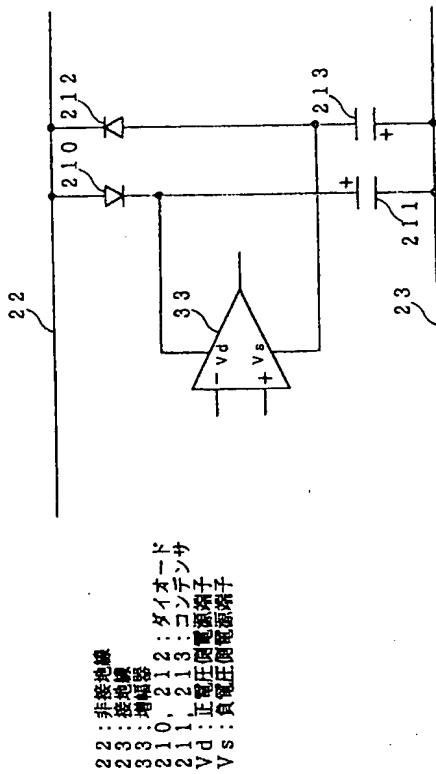 22
210
212
33
－
Vd
＋
Vs
＋
＋
211
213
23
22：非接地線
23：接地線
33：増幅器
210，212：ダイオード
211，213：コンデンサ
Vd：正電圧側電源端子
Vs：負電圧側電源端子